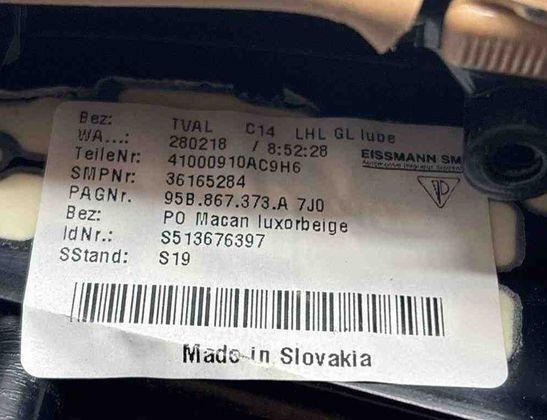 Bez: TVAL C14 LHL GL lube
WA...: 280218 / 8:52:28
EISSMANN SM
TeileNr: 41000910AC9H6
SMPNr: 36165284
PAGNr. 95B.867.373.A 7J0
Bez: PO Macan luxorbeige
IdNr.: S513676397
SStand: S19
Made in Slovakia